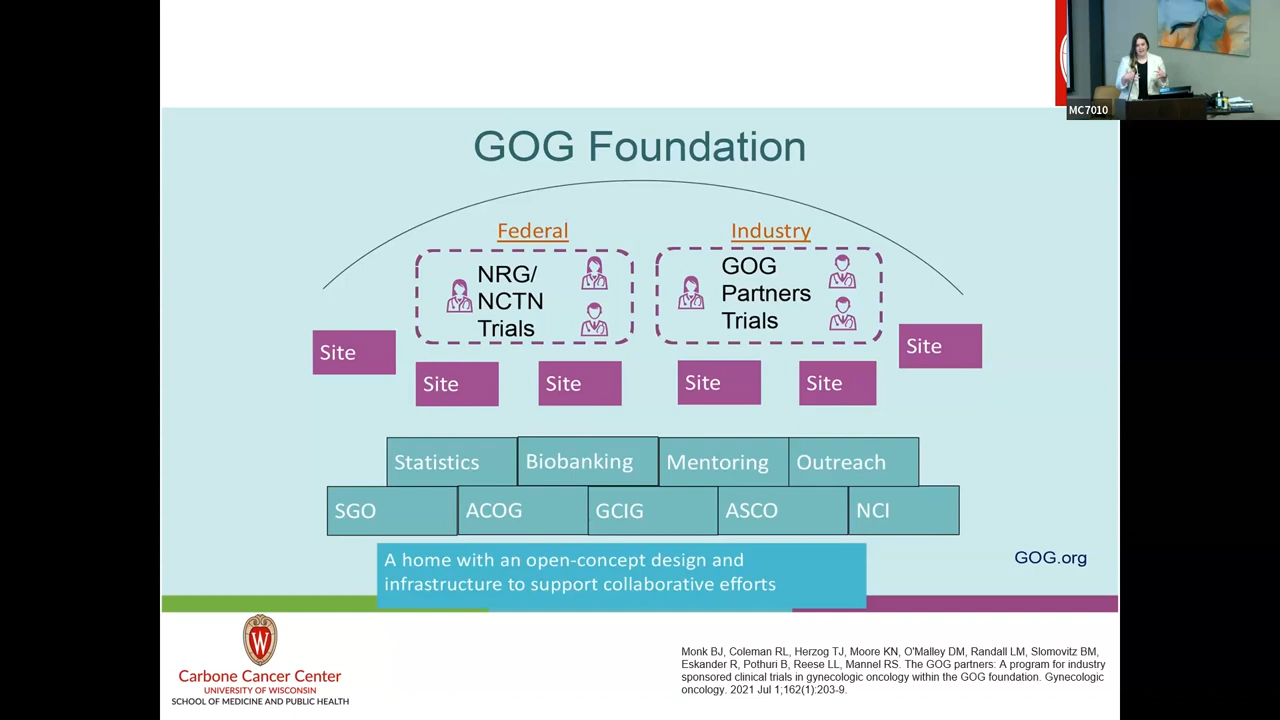 MC7010
GOG Foundation
Federal
Industry
NRG/
NCTN
Trials
GOG
Partners
Trials
Site
Site
Site
Site
Site
Site
Statistics
Biobanking
Mentoring
Outreach
SGO
ACOG
GCIG
ASCO
NCI
A home with an open-concept design and
infrastructure to support collaborative efforts
GOG.org
W
Carbone Cancer Center
UNIVERSITY OF WISCONSIN
SCHOOL OF MEDICINE AND PUBLIC HEALTH
Monk BJ, Coleman RL, Herzog TJ, Moore KN, O'Malley DM, Randall LM, Slomovitz BM,
Eskander R, Pothuri B, Reese LL, Mannel RS. The GOG partners: A program for industry
sponsored clinical trials in gynecologic oncology within the GOG foundation. Gynecologic
oncology. 2021 Jul 1;162(1):203-9.